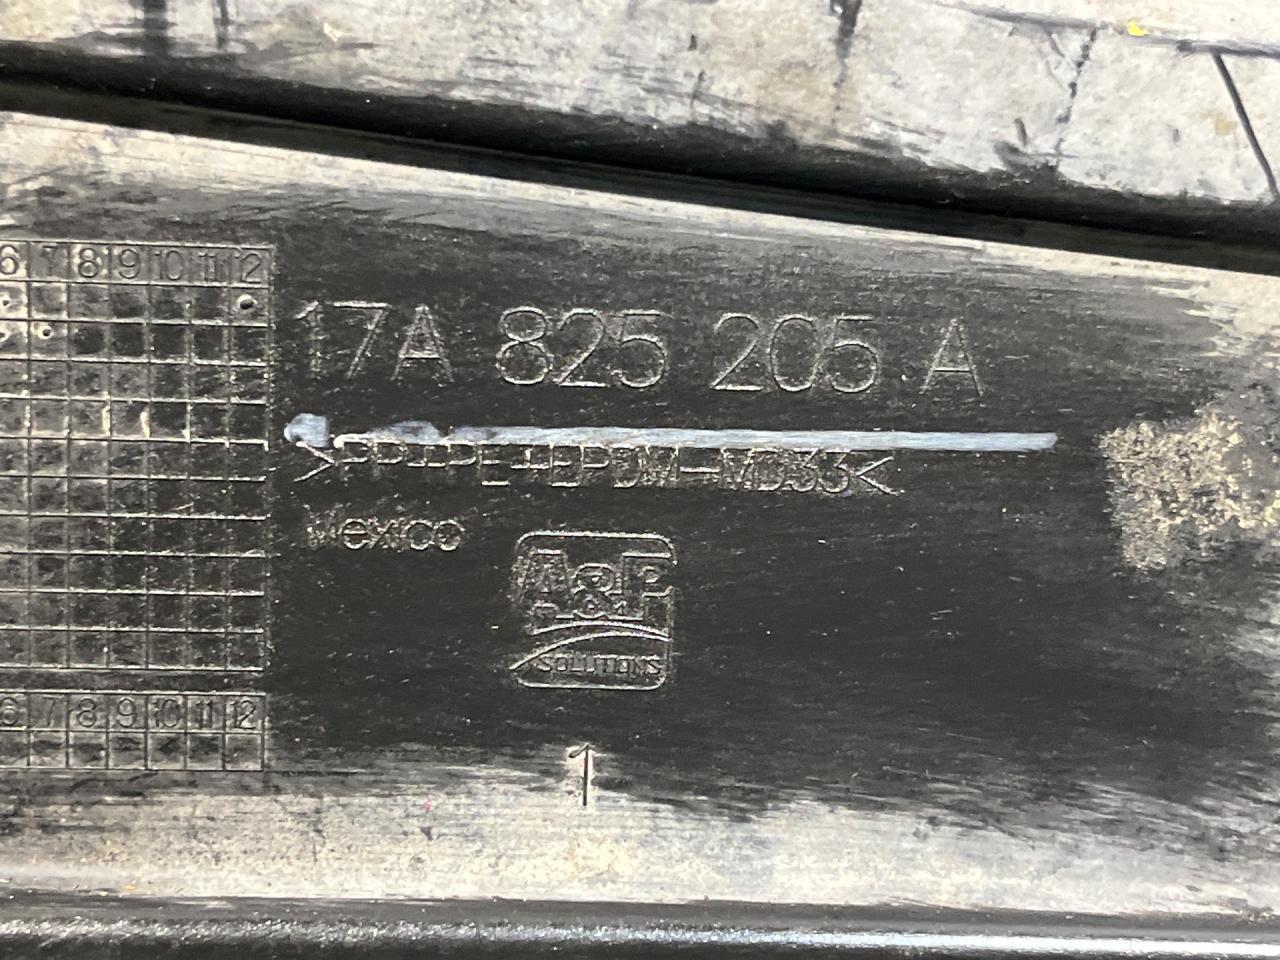 6 7 8 9 10 11 12
17A 825 205 A
>PP+PE+EPDM-MD33<
mexico
A&P
SOLUTIONS
6 7 8 9 10 11 12
1